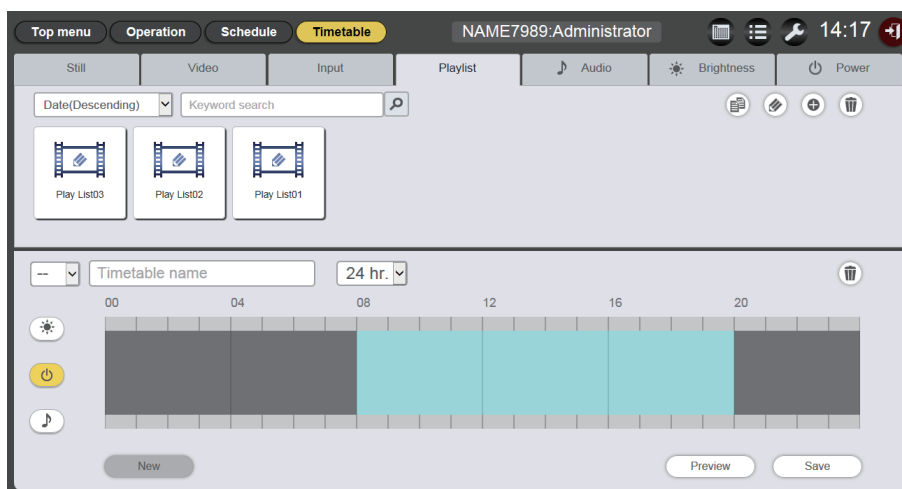 Top menu Operation Schedule Timetable NAME7989:Administrator 14:17
Still Video Input Playlist Audio Brightness Power
Date(Descending) Keyword search
Play List03 Play List02 Play List01
-- Timetable name 24 hr.
00 04 08 12 16 20
New Preview Save